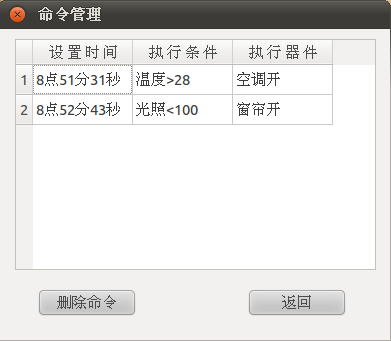 命令管理
设置时间 执行条件 执行器件
1 8点51分31秒 温度>28 空调开
2 8点52分43秒 光照<100 窗帘开
删除命令 返回